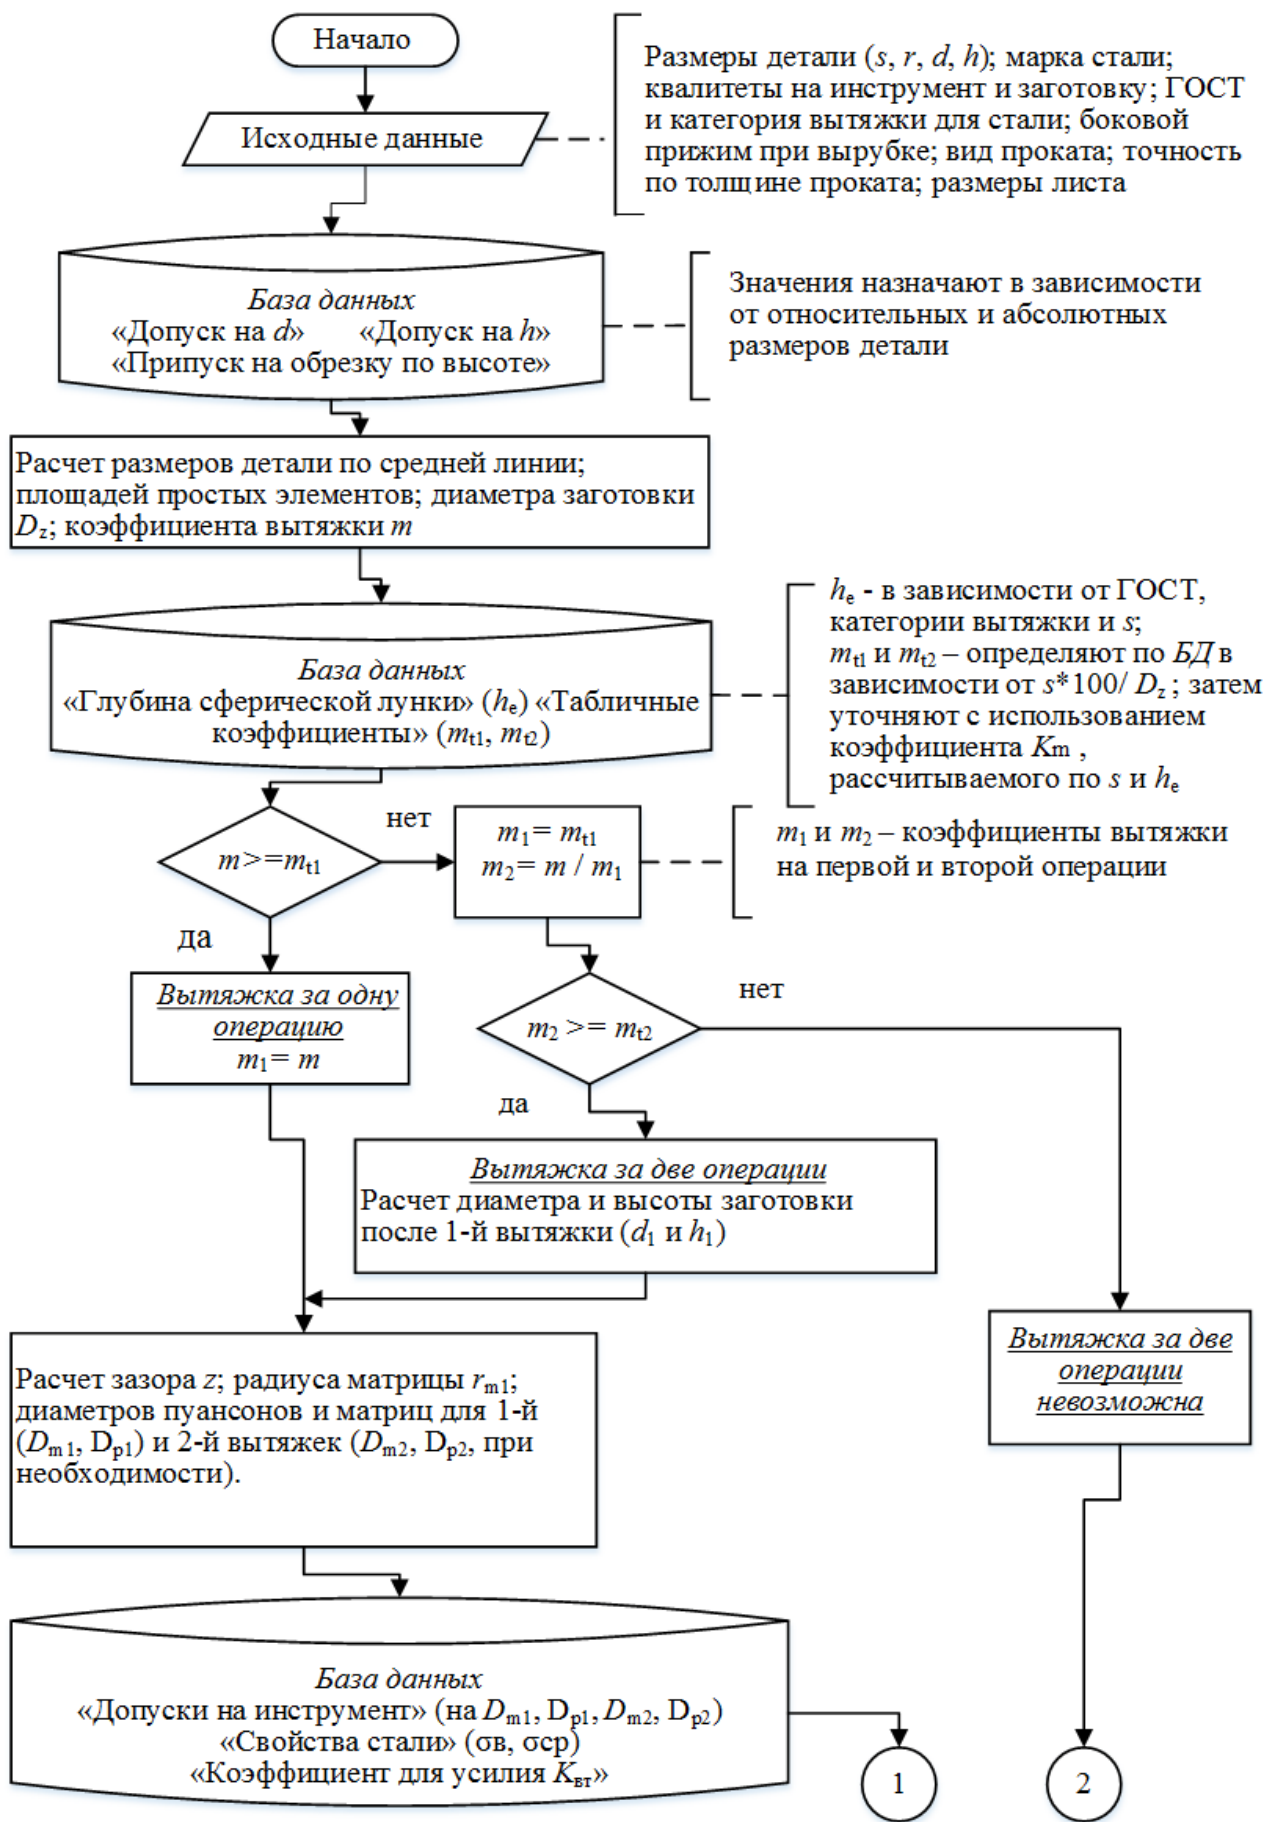 Начало
Размеры детали (s, r, d, h); марка стали;
квалитеты на инструмент и заготовку; ГОСТ
и категория вытяжки для стали; боковой
прижим при вырубке; вид проката; точность
по толщине проката; размеры листа
Исходные данные
База данных
«Допуск на d» «Допуск на h»
«Припуск на обрезку по высоте»
Значения назначают в зависимости
от относительных и абсолютных
размеров детали
Расчет размеров детали по средней линии;
площадей простых элементов; диаметра заготовки
Dz; коэффициента вытяжки m
База данных
«Глубина сферической лунки» (he) «Табличные
коэффициенты» (mt1, mt2)
he - в зависимости от ГОСТ,
категории вытяжки и s;
mt1 и mt2 – определяют по БД в
зависимости от s*100/ Dz ; затем
уточняют с использованием
коэффициента Km ,
рассчитываемого по s и he
m>=mt1
нет
m1= mt1
m2= m / m1
m1 и m2 – коэффициенты вытяжки
на первой и второй операции
да
Вытяжка за одну
операцию
m1= m
m2 >= mt2
нет
да
Вытяжка за две операции
Расчет диаметра и высоты заготовки
после 1-й вытяжки (d1 и h1)
Вытяжка за две
операции
невозможна
Расчет зазора z; радиуса матрицы rm1;
диаметров пуансонов и матриц для 1-й
(Dm1, Dp1) и 2-й вытяжек (Dm2, Dp2, при
необходимости).
База данных
«Допуски на инструмент» (на Dm1, Dp1, Dm2, Dp2)
«Свойства стали» (σв, σср)
«Коэффициент для усилия Kвт»
1
2